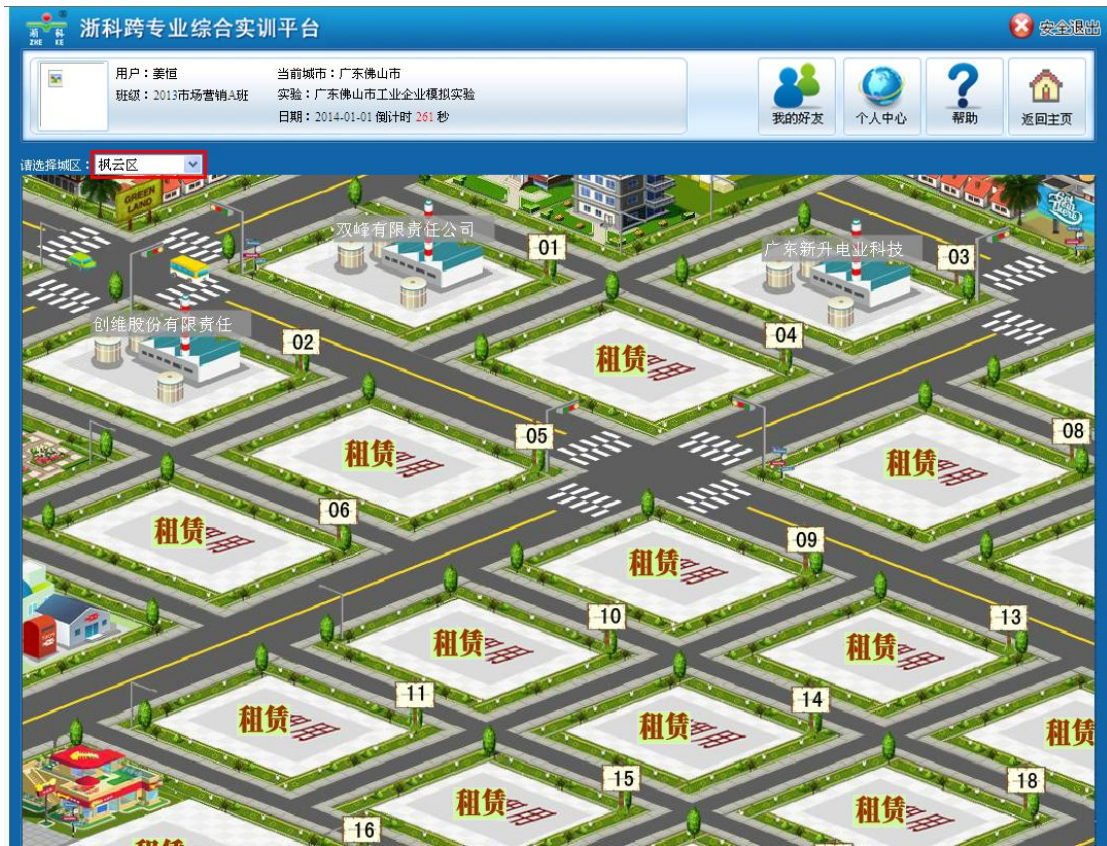 浙科
ZHE KE
浙科跨专业综合实训平台
安全退出
用户：姜恒
当前城市：广东佛山市
班级：2013市场营销A班
实验：广东佛山市工业企业模拟实验
日期：2014-01-01 倒计时 261 秒
我的好友
个人中心
帮助
返回主页
请选择城区：枫云区
GREEN
LAND
双峰有限责任公司
01
广东新升电业科技
03
创维股份有限责任
02
04
租赁
05
08
租赁
租赁
06
租赁
09
租赁
10
13
租赁
租赁
11
14
租赁
租赁
租赁
15
18
租赁
租赁
16
租赁